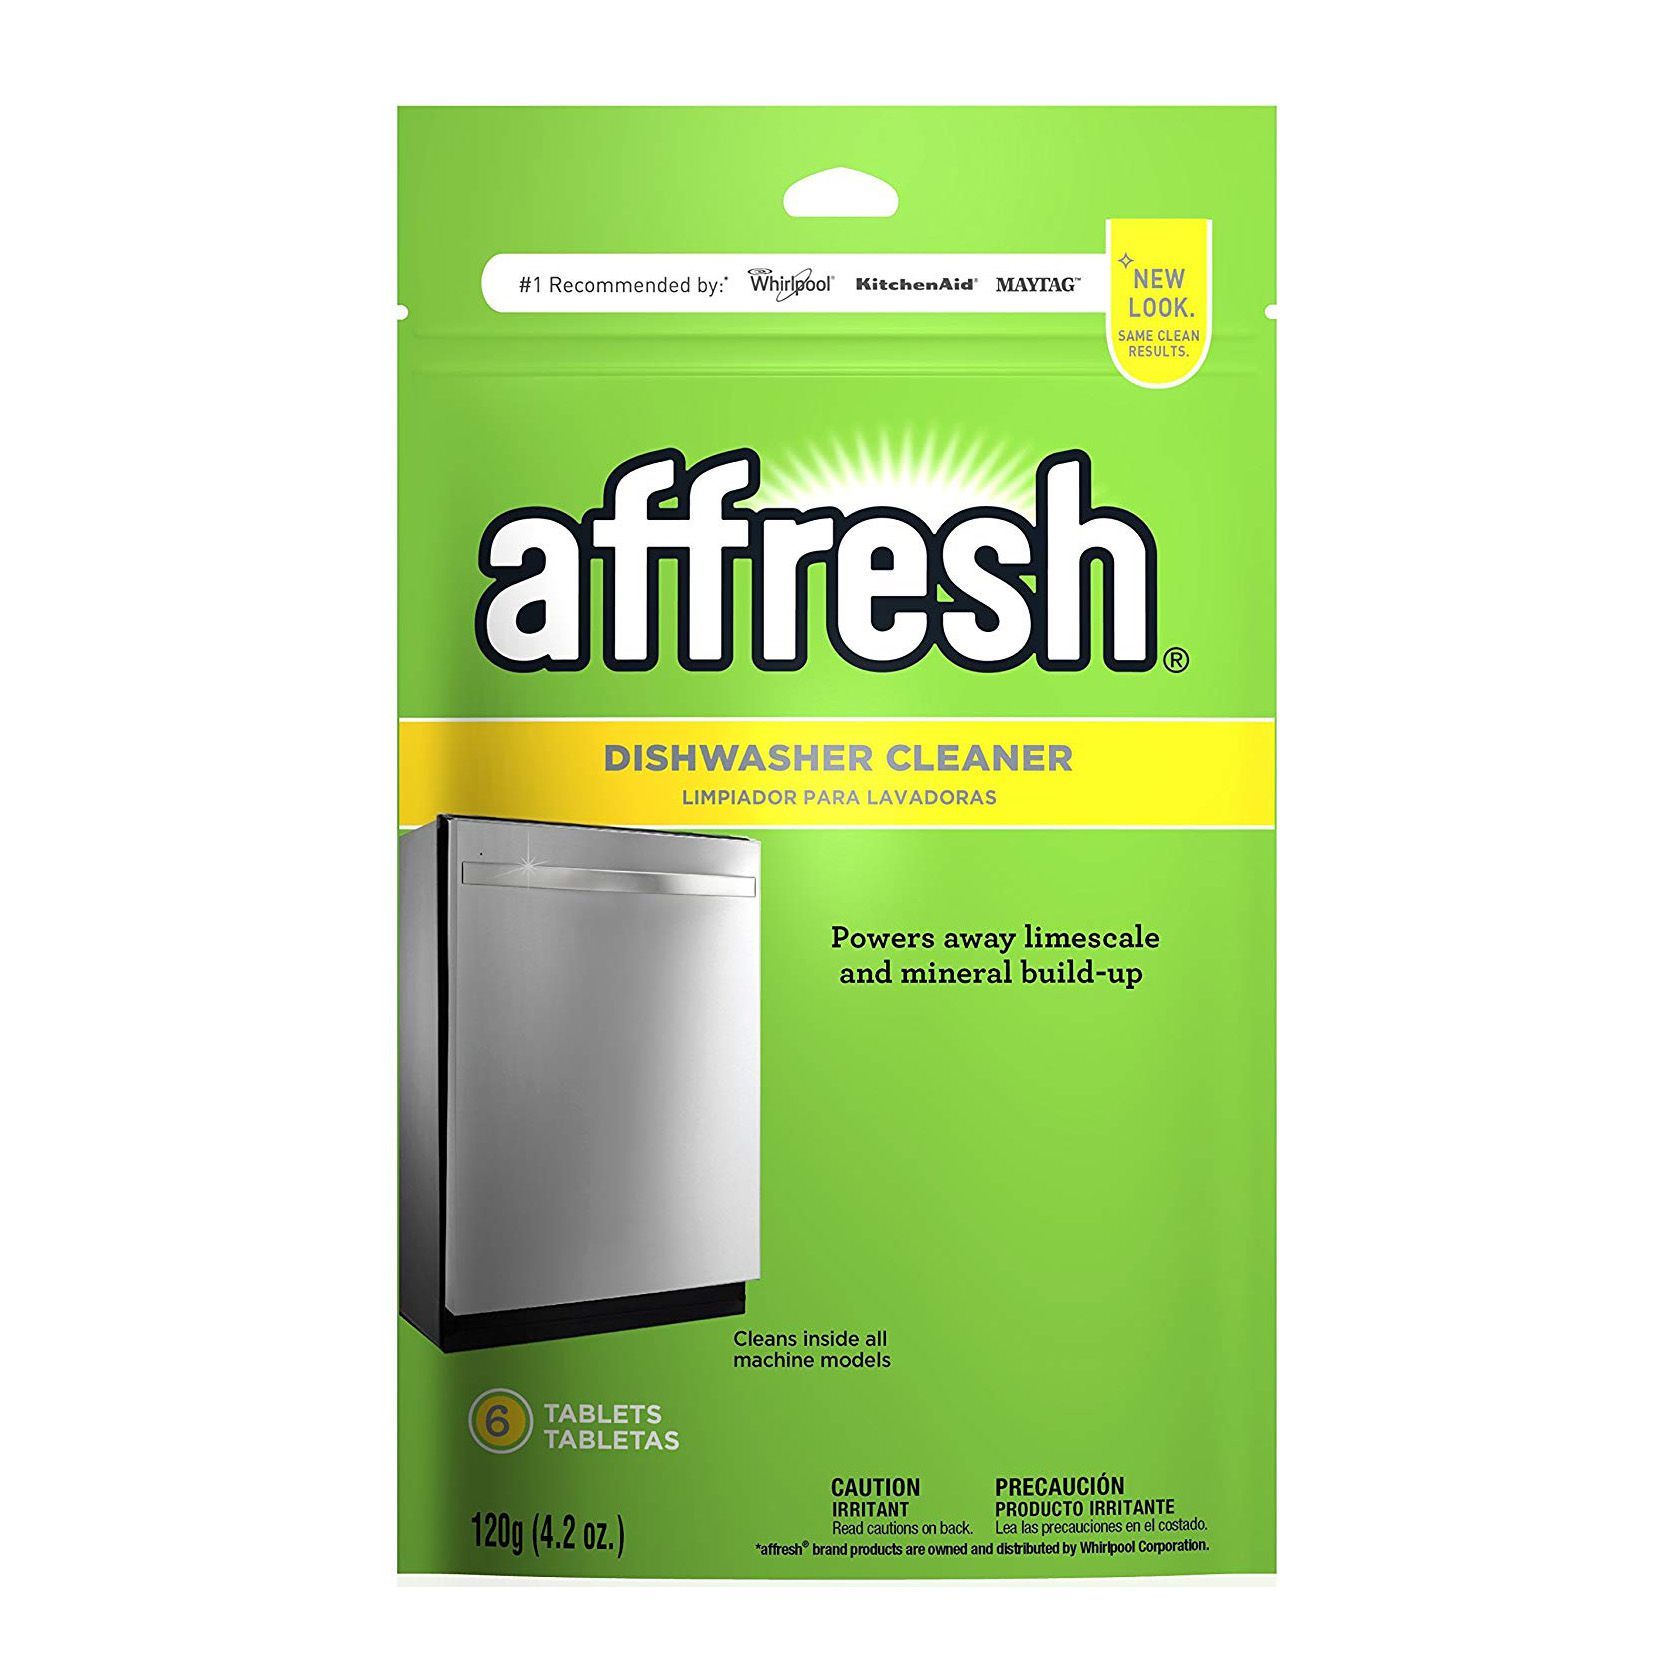 #1 Recommended by:* Whirlpool® KitchenAid® MAYTAG™
NEW
LOOK.
SAME CLEAN
RESULTS.
affresh®
DISHWASHER CLEANER
LIMPIADOR PARA LAVADORAS
Powers away limescale
and mineral build-up
Cleans inside all
machine models
6 TABLETS
TABLETAS
120g (4.2 oz.)
CAUTION
IRRITANT
Read cautions on back.
PRECAUCIÓN
PRODUCTO IRRITANTE
Lea las precauciones en el costado.
*affresh® brand products are owned and distributed by Whirlpool Corporation.